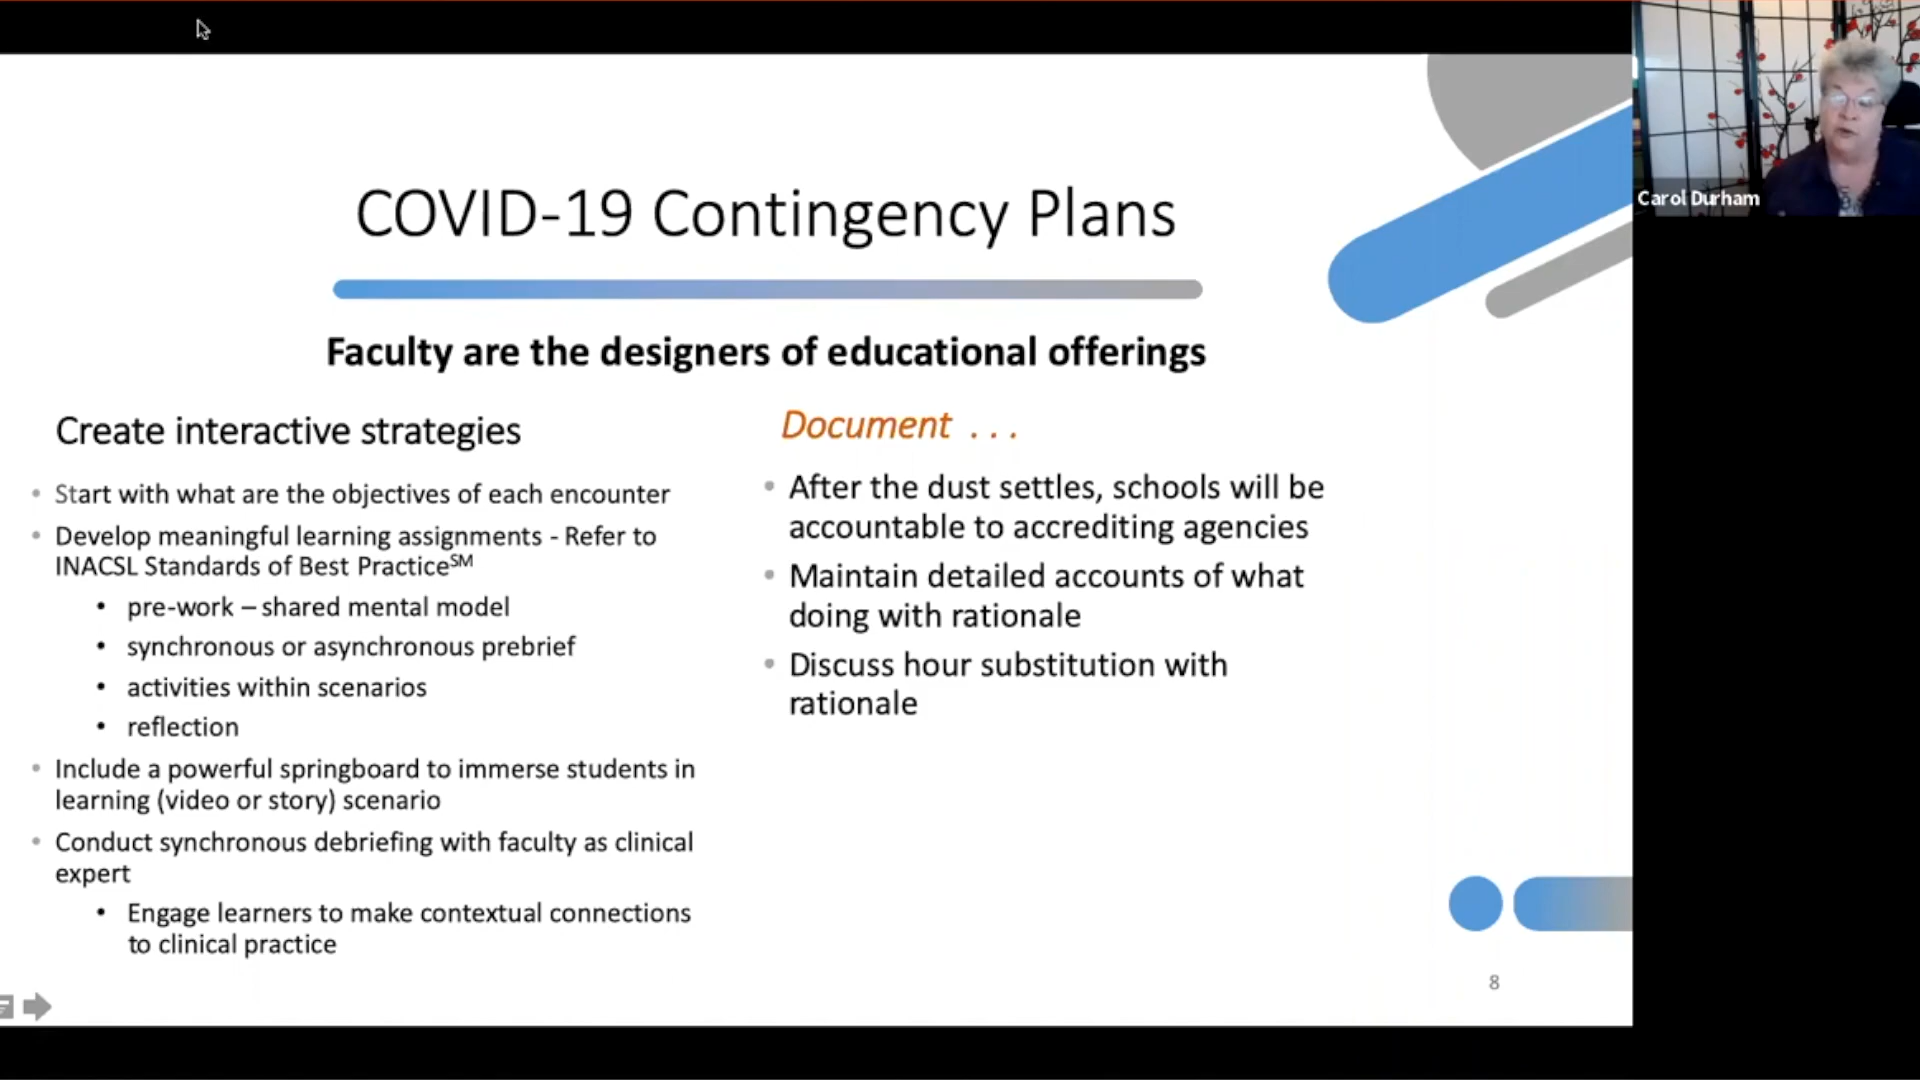 COVID-19 Contingency Plans
Faculty are the designers of educational offerings
Create interactive strategies
• Start with what are the objectives of each encounter
• Develop meaningful learning assignments - Refer to
INACSL Standards of Best Practice℠
• pre-work – shared mental model
• synchronous or asynchronous prebrief
• activities within scenarios
• reflection
• Include a powerful springboard to immerse students in
learning (video or story) scenario
• Conduct synchronous debriefing with faculty as clinical
expert
• Engage learners to make contextual connections
to clinical practice
Document . . .
• After the dust settles, schools will be
accountable to accrediting agencies
• Maintain detailed accounts of what
doing with rationale
• Discuss hour substitution with
rationale
8
Carol Durham